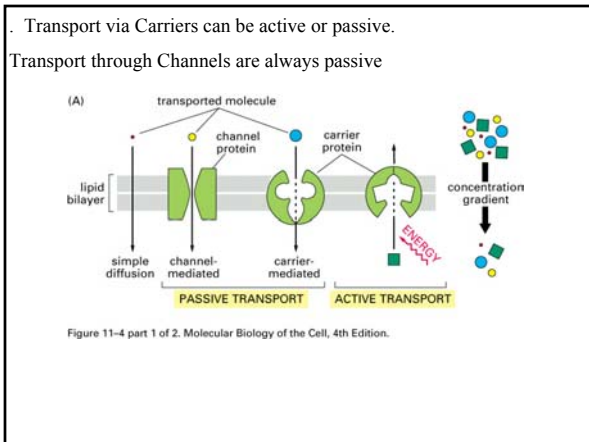 . Transport via Carriers can be active or passive.
Transport through Channels are always passive
(A)
transported molecule
channel
protein
carrier
protein
lipid
bilayer
concentration
gradient
ENERGY
simple
diffusion
channel-
mediated
carrier-
mediated
PASSIVE TRANSPORT
ACTIVE TRANSPORT
Figure 11–4 part 1 of 2. Molecular Biology of the Cell, 4th Edition.